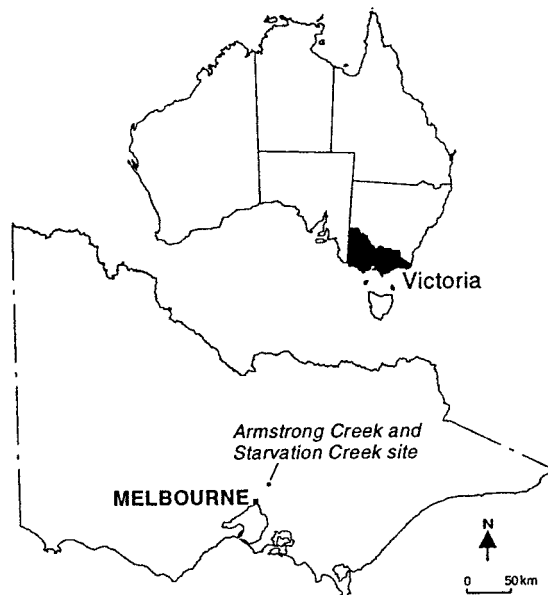 Victoria
Armstrong Creek and
Starvation Creek site
MELBOURNE
N
0 50km